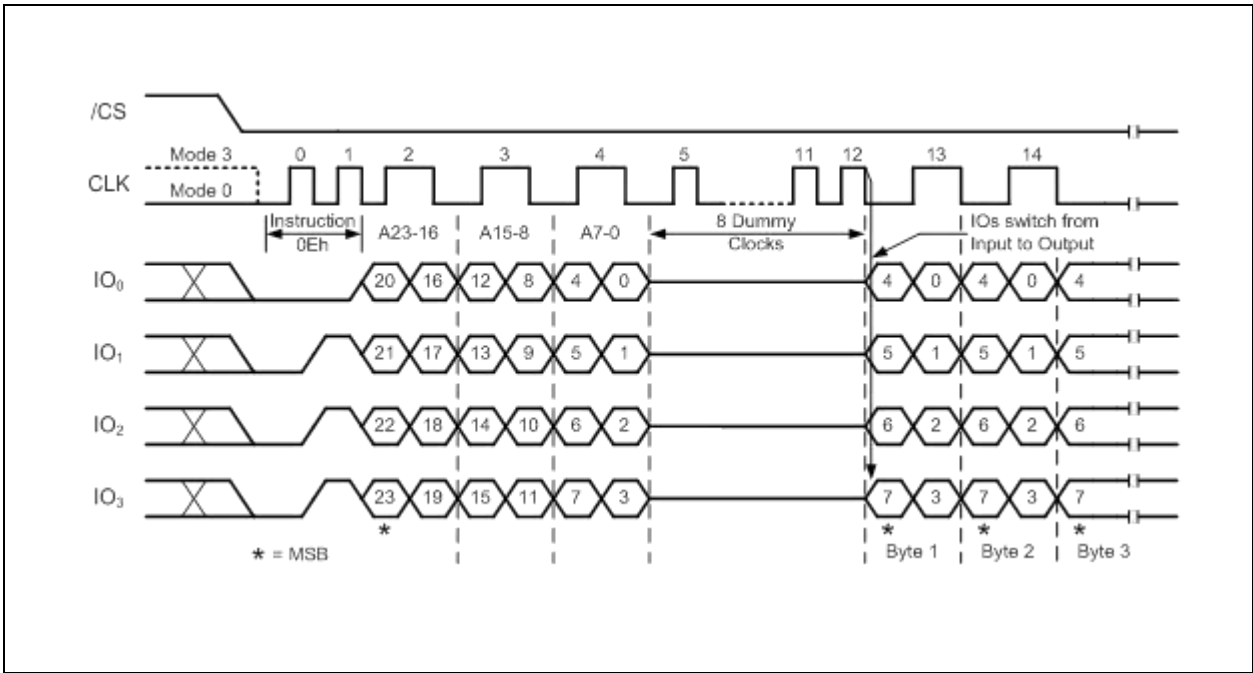 /CS
Mode 3 0 1 2 3 4 5 11 12 13 14
CLK Mode 0
Instruction 0Eh A23-16 A15-8 A7-0 8 Dummy Clocks IOs switch from Input to Output
IO₀ 20 16 12 8 4 0 4 0 4 0 4
IO₁ 21 17 13 9 5 1 5 1 5 1 5
IO₂ 22 18 14 10 6 2 6 2 6 2 6
IO₃ 23 19 15 11 7 3 7 3 7 3 7
* * * *
* = MSB Byte 1 Byte 2 Byte 3